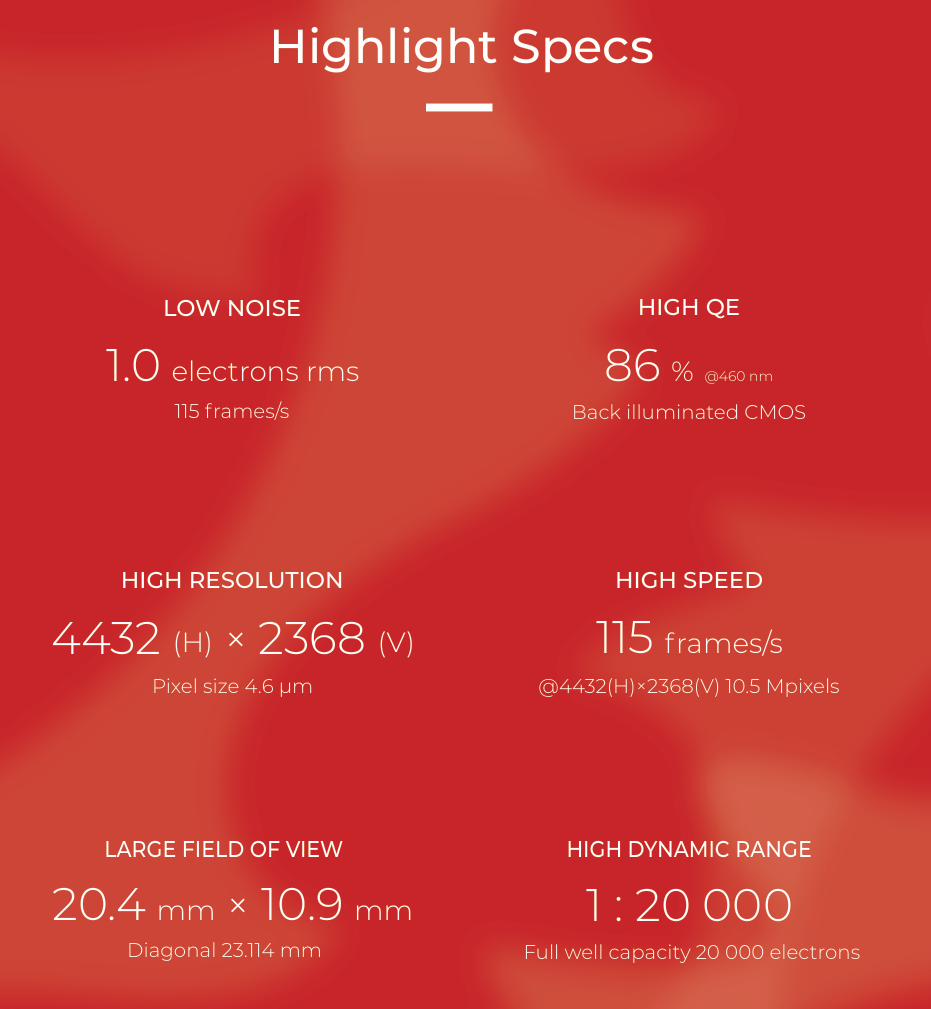 Highlight Specs
LOW NOISE
1.0 electrons rms
115 frames/s
HIGH QE
86 % @460 nm
Back illuminated CMOS
HIGH RESOLUTION
4432 (H) × 2368 (V)
Pixel size 4.6 µm
HIGH SPEED
115 frames/s
@4432(H)×2368(V) 10.5 Mpixels
LARGE FIELD OF VIEW
20.4 mm × 10.9 mm
Diagonal 23.114 mm
HIGH DYNAMIC RANGE
1 : 20 000
Full well capacity 20 000 electrons